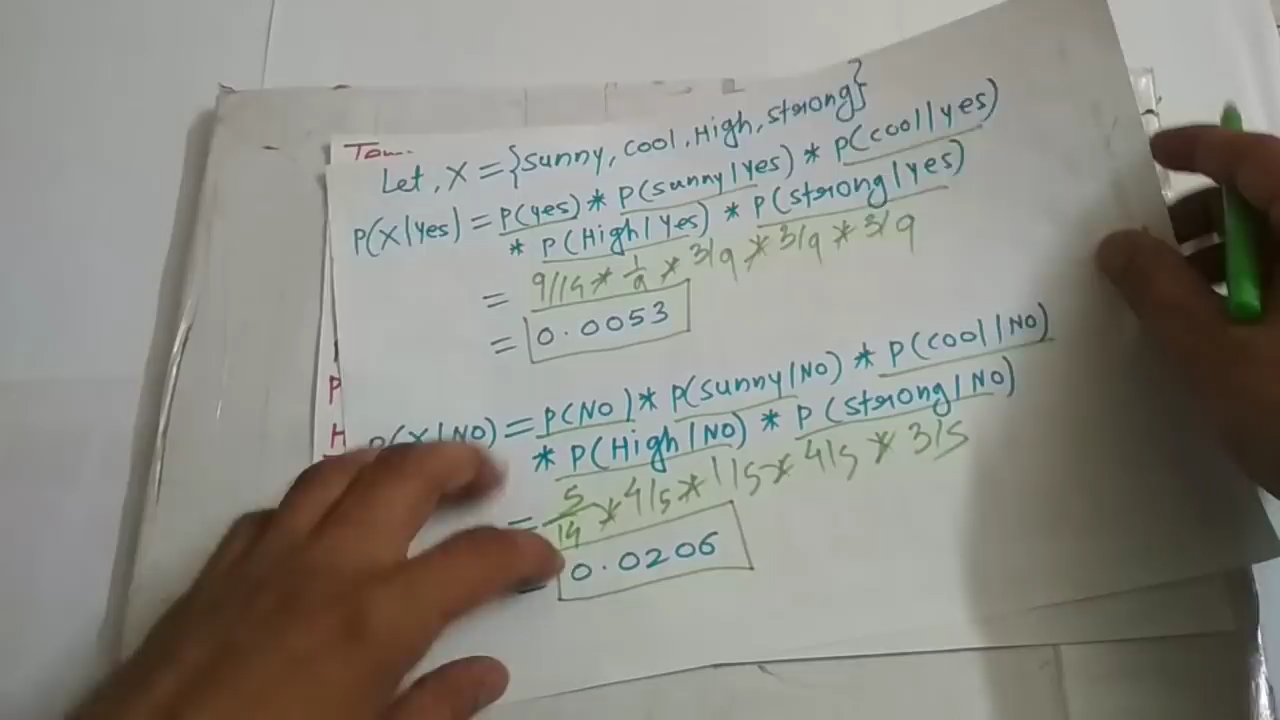 Let, X = {sunny, cool, High, strong}
P(X|Yes) = P(yes) * P(sunny|Yes) * P(cool|yes)
* P(High|Yes) * P(strong|yes)
= 9/14 * 1/9 * 3/9 * 3/9 * 3/9
= 0.0053
P(X|NO) = P(NO) * P(sunny|NO) * P(cool|NO)
* P(High|NO) * P(strong|NO)
= 5/14 * 4/5 * 1/5 * 4/5 * 3/5
0.0206
P
H